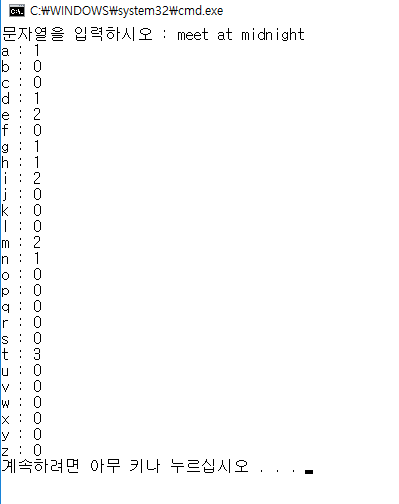 C:\WINDOWS\system32\cmd.exe
문자열을 입력하시오 : meet at midnight
a : 1
b : 0
c : 0
d : 1
e : 2
f : 0
g : 1
h : 1
i : 2
j : 0
k : 0
l : 0
m : 2
n : 1
o : 0
p : 0
q : 0
r : 0
s : 0
t : 3
u : 0
v : 0
w : 0
x : 0
y : 0
z : 0
계속하려면 아무 키나 누르십시오 . . .